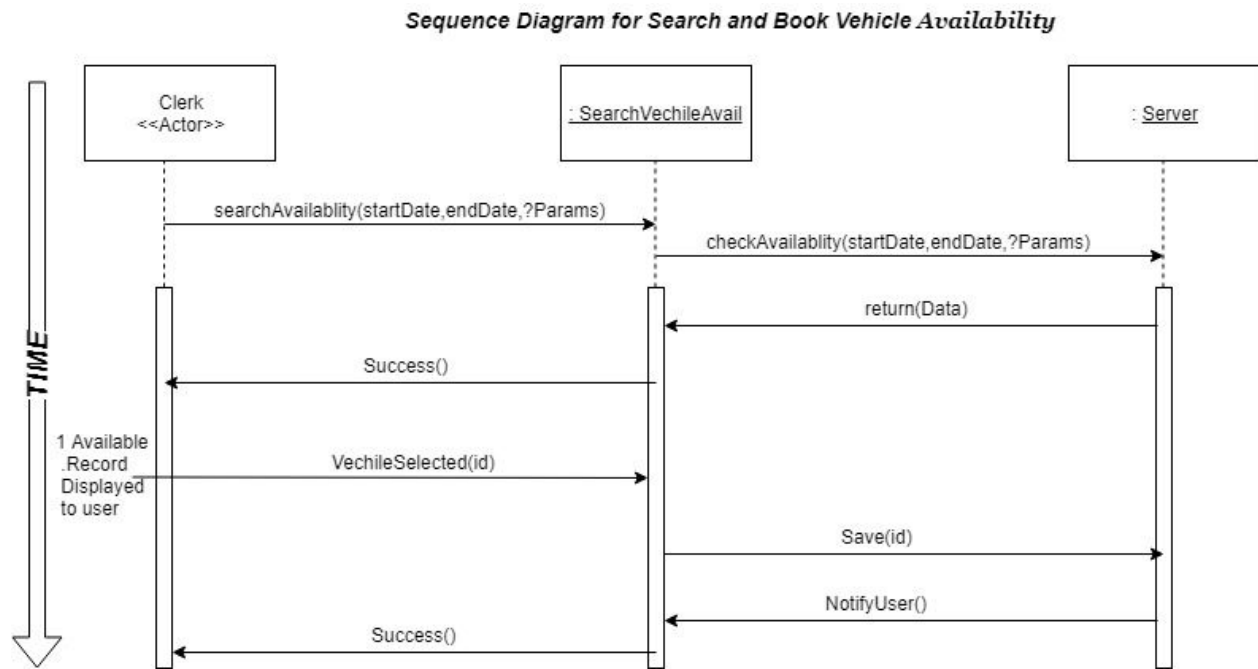 Sequence Diagram for Search and Book Vehicle Availability
Clerk
<<Actor>>
: SearchVechileAvail
: Server
searchAvailablity(startDate,endDate,?Params)
checkAvailablity(startDate,endDate,?Params)
return(Data)
TIME
Success()
1 Available
.Record
Displayed
to user
VechileSelected(id)
Save(id)
NotifyUser()
Success()